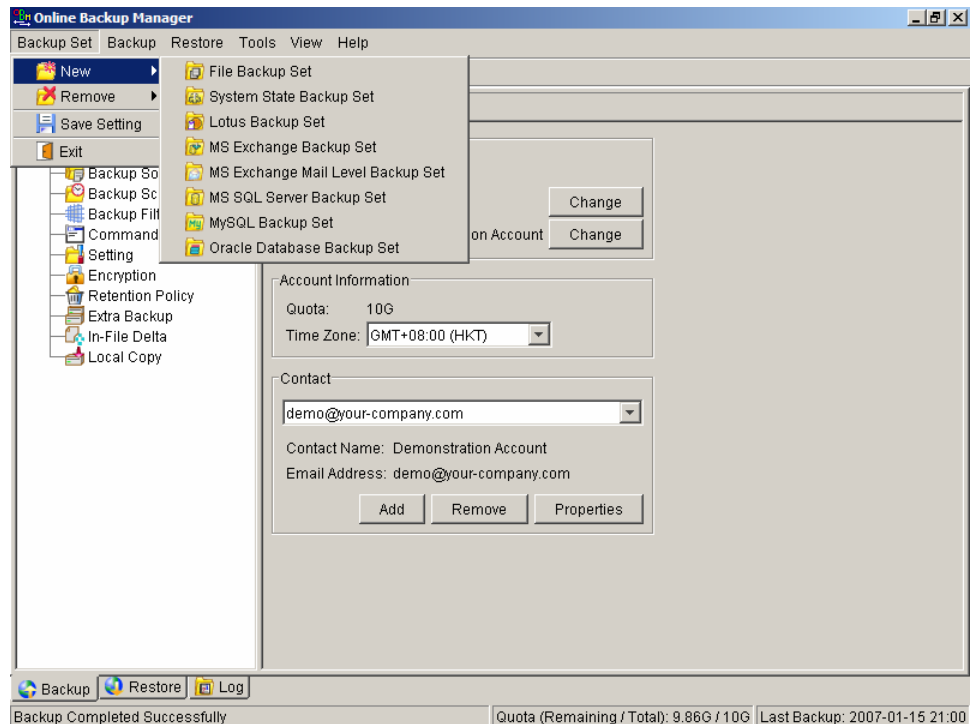 Online Backup Manager
Backup Set Backup Restore Tools View Help
New
Remove
Save Setting
Exit
File Backup Set
System State Backup Set
Lotus Backup Set
MS Exchange Backup Set
MS Exchange Mail Level Backup Set
MS SQL Server Backup Set
MySQL Backup Set
Oracle Database Backup Set
Backup So
Backup Sc
Backup Filt
Command
Setting
Encryption
Retention Policy
Extra Backup
In-File Delta
Local Copy
Change
on Account Change
Account Information
Quota: 10G
Time Zone: GMT+08:00 (HKT)
Contact
demo@your-company.com
Contact Name: Demonstration Account
Email Address: demo@your-company.com
Add Remove Properties
Backup Restore Log
Backup Completed Successfully Quota (Remaining / Total): 9.86G / 10G Last Backup: 2007-01-15 21:00